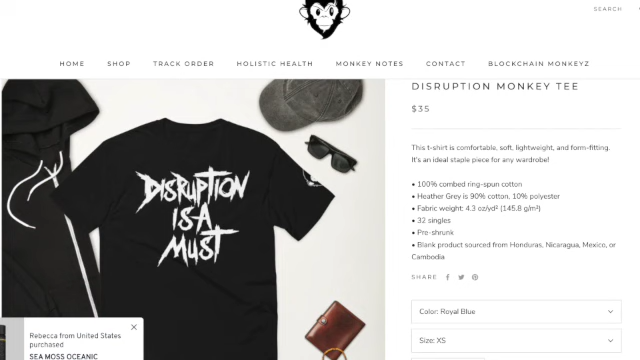 SEARCH
HOME SHOP TRACK ORDER HOLISTIC HEALTH MONKEY NOTES CONTACT BLOCKCHAIN MONKEYZ
DISRUPTION MONKEY TEE
$35
This t-shirt is comfortable, soft, lightweight, and form-fitting.
It's an ideal staple piece for any wardrobe!
• 100% combed ring-spun cotton
• Heather Grey is 90% cotton, 10% polyester
• Fabric weight: 4.3 oz/yd² (145.8 g/m²)
• 32 singles
• Pre-shrunk
• Blank product sourced from Honduras, Nicaragua, Mexico, or
Cambodia
SHARE
Color: Royal Blue
Size: XS
DISRUPTION
IS A
MUST
Rebecca from United States
purchased
SEA MOSS OCEANIC